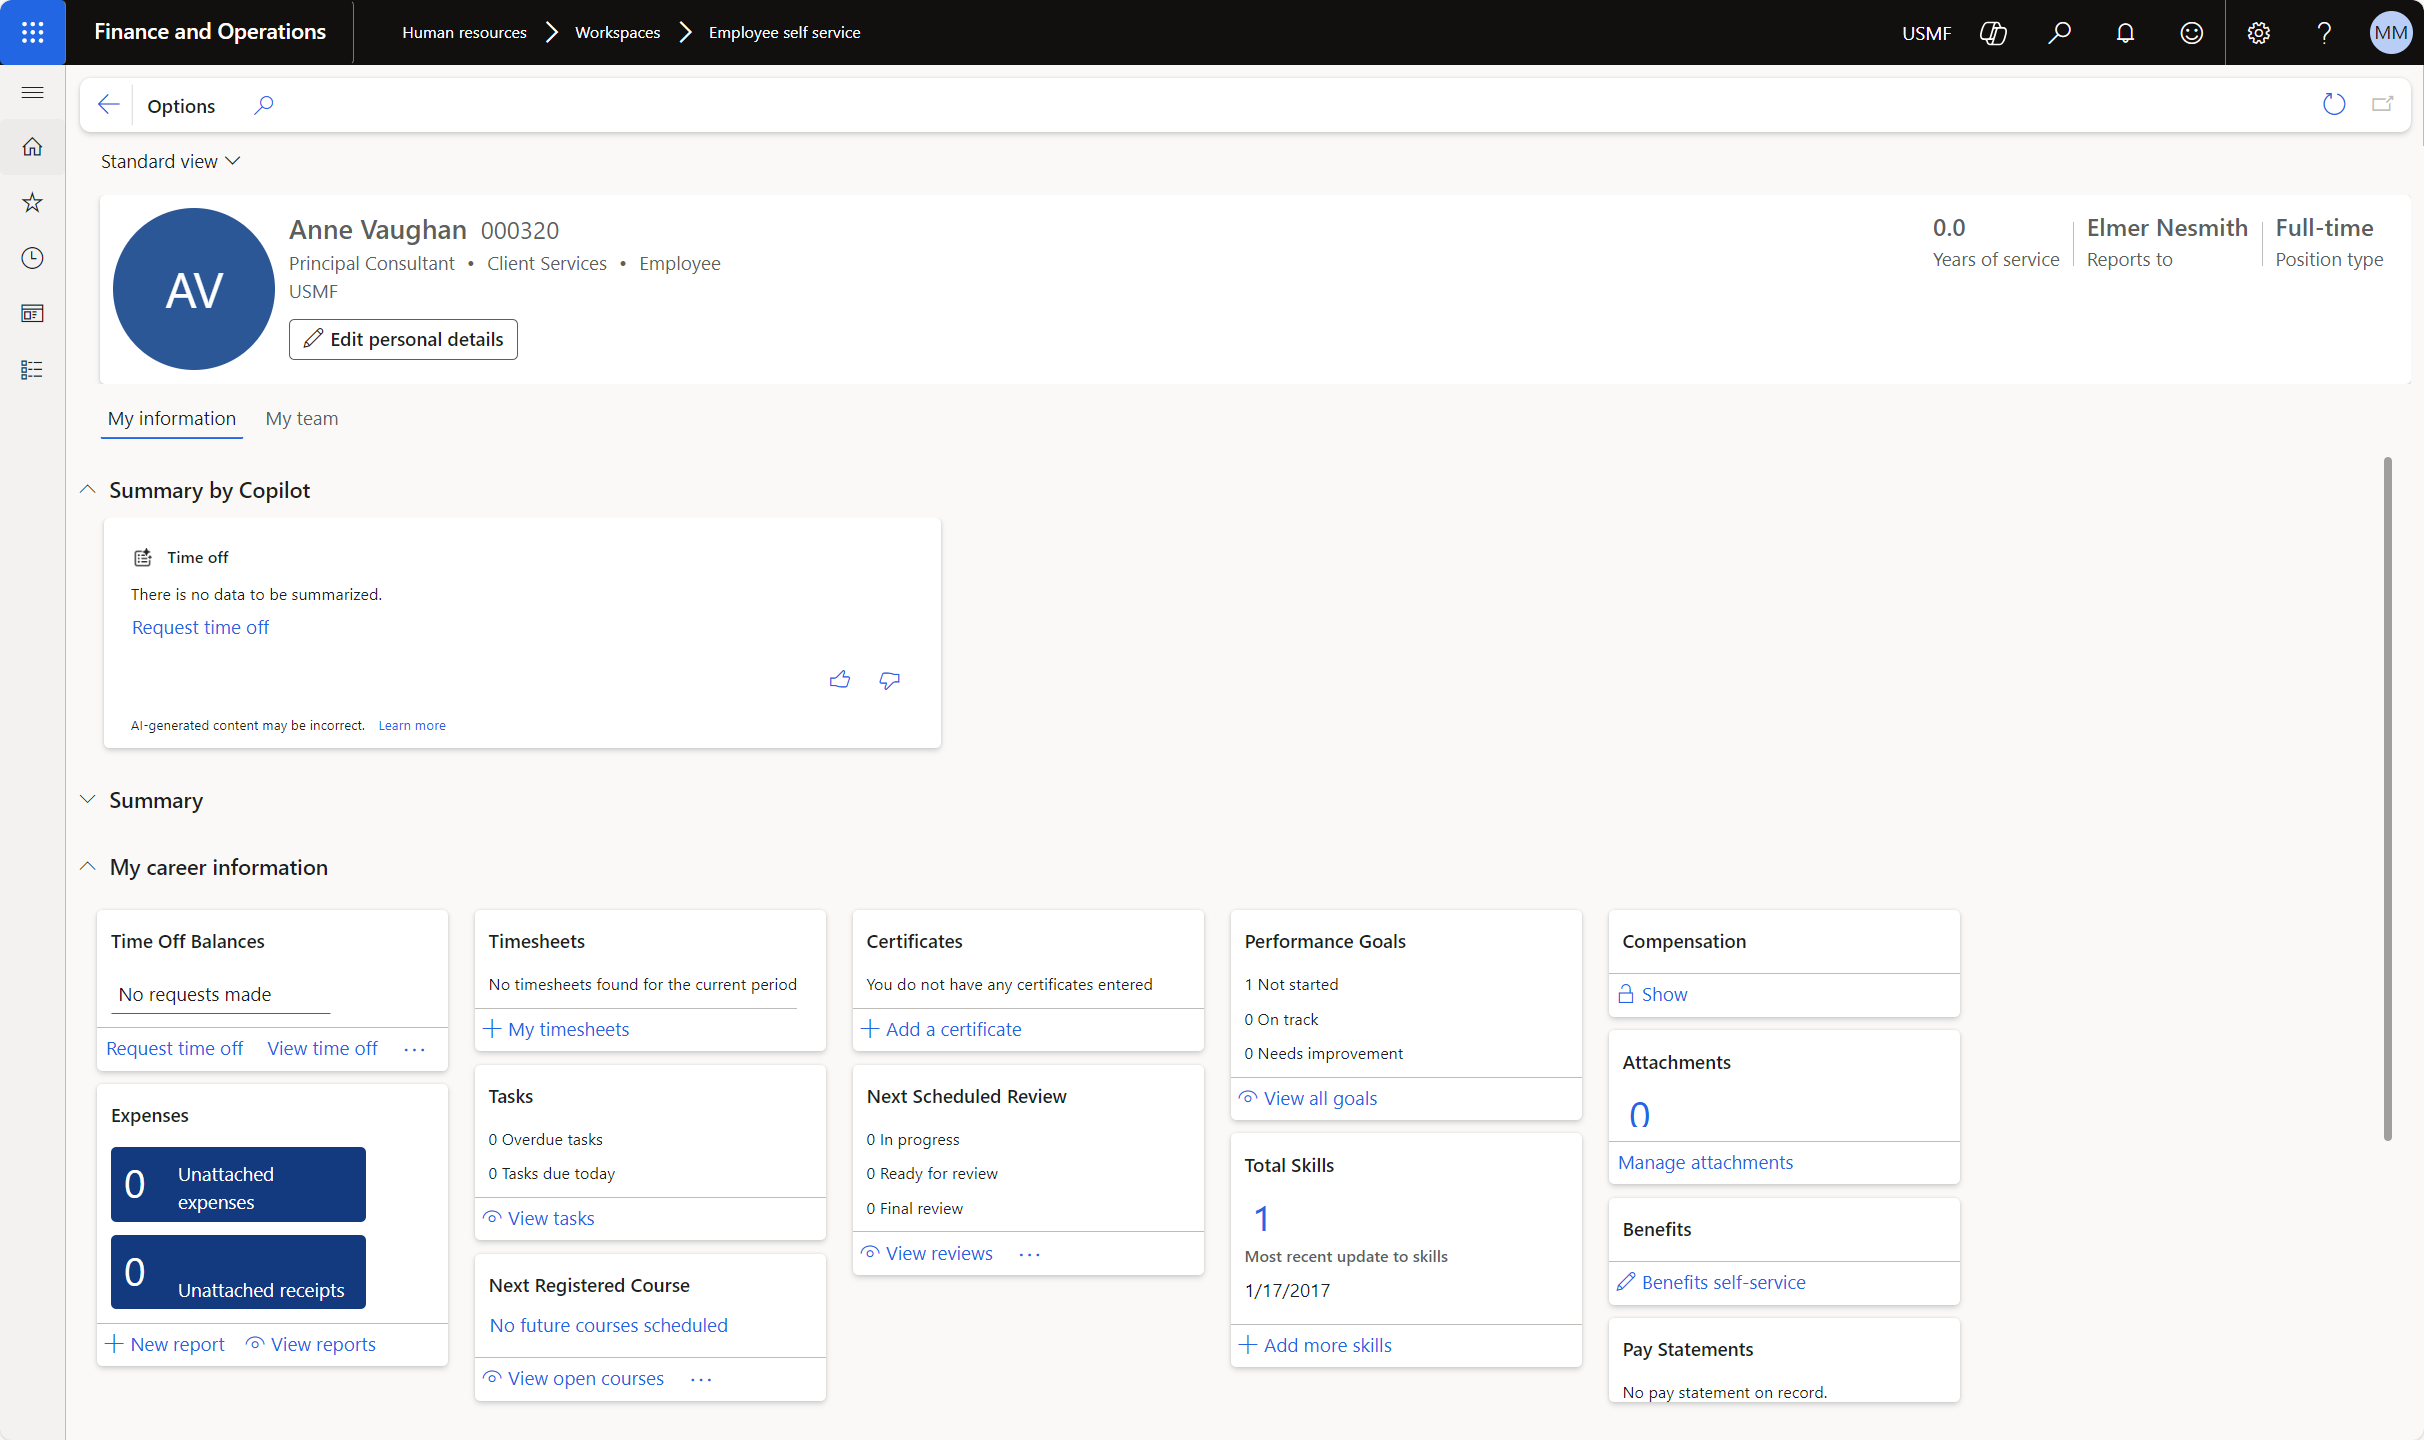 Finance and Operations
Human resources
Workspaces
Employee self service
USMF
MM
Options
Standard view
AV
Anne Vaughan 000320
Principal Consultant • Client Services • Employee
USMF
Edit personal details
0.0
Years of service
Elmer Nesmith
Reports to
Full-time
Position type
My information
My team
Summary by Copilot
Time off
There is no data to be summarized.
Request time off
AI-generated content may be incorrect. Learn more
Summary
My career information
Time Off Balances
No requests made
Request time off View time off ...
Expenses
0 Unattached
expenses
0 Unattached receipts
New report View reports
Timesheets
No timesheets found for the current period
My timesheets
Tasks
0 Overdue tasks
0 Tasks due today
View tasks
Next Registered Course
No future courses scheduled
View open courses ...
Certificates
You do not have any certificates entered
Add a certificate
Next Scheduled Review
0 In progress
0 Ready for review
0 Final review
View reviews ...
Performance Goals
1 Not started
0 On track
0 Needs improvement
View all goals
Total Skills
1
Most recent update to skills
1/17/2017
Add more skills
Compensation
Show
Attachments
0
Manage attachments
Benefits
Benefits self-service
Pay Statements
No pay statement on record.